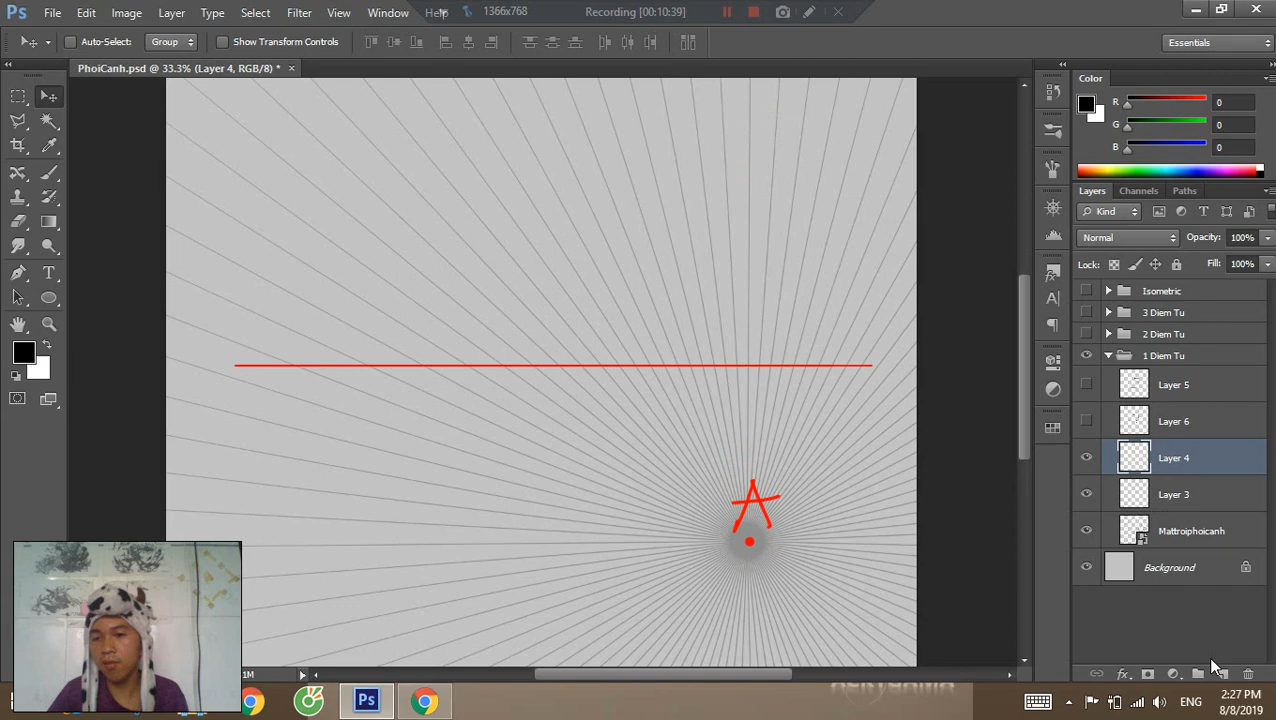 Ps File Edit Image Layer Type Select Filter View Window Help 1366x768 Recording [00:10:39]
Auto-Select: Group Show Transform Controls Essentials
PhoiCanh.psd @ 33.3% (Layer 4, RGB/8) *
Color
R 0
G 0
B 0
Layers Channels Paths
Kind
Normal Opacity: 100%
Lock: Fill: 100%
Isometric
3 Diem Tu
2 Diem Tu
1 Diem Tu
Layer 5
Layer 6
Layer 4
Layer 3
Mattroiphoicanh
Background
A
1M
Ps ENG 2:27 PM
8/8/2019